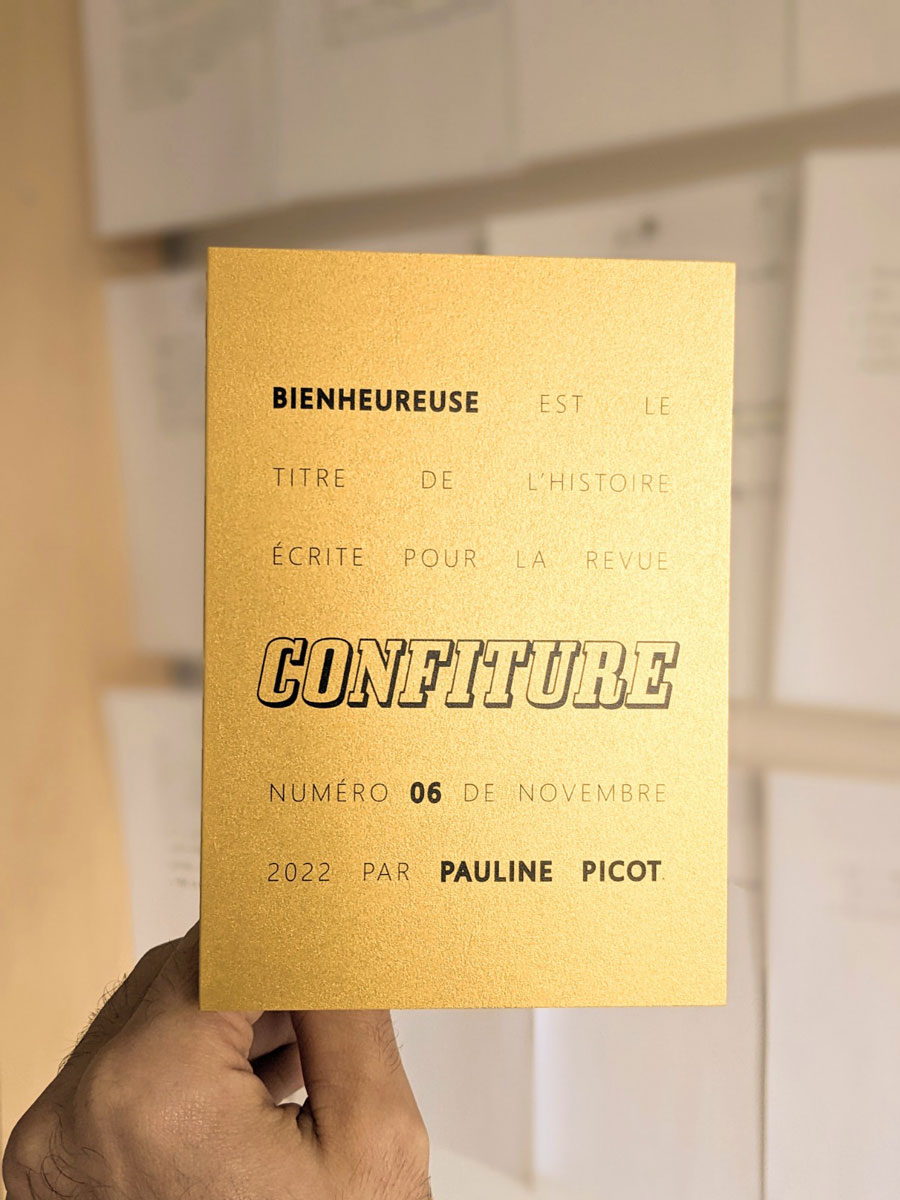 BIENHEUREUSE EST LE
TITRE DE L'HISTOIRE
ÉCRITE POUR LA REVUE
CONFITURE
NUMÉRO 06 DE NOVEMBRE
2022 PAR PAULINE PICOT.